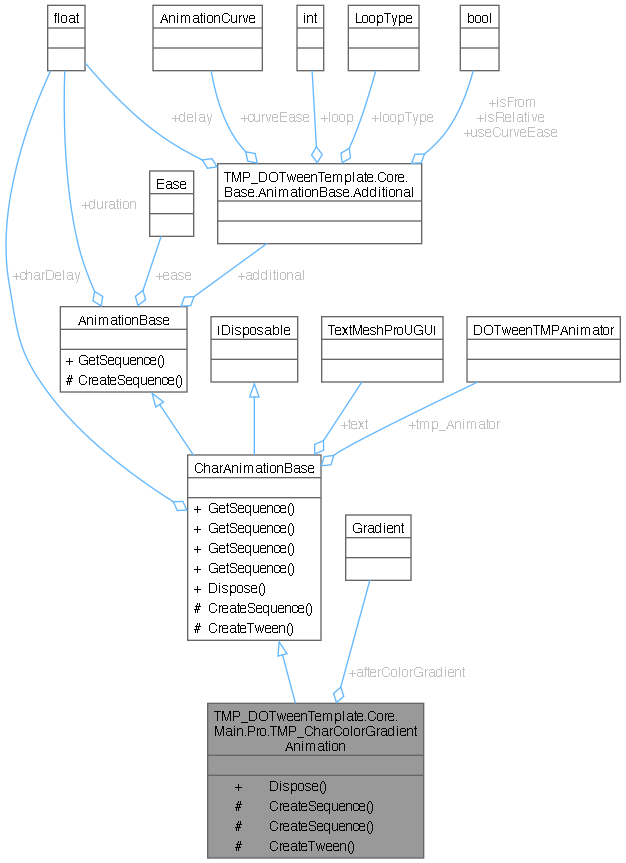 float
AnimationCurve
int
LoopType
bool
+isFrom
+isRelative
+useCurveEase
+delay
+curveEase
+loop
+loopType
TMP_DOTweenTemplate.Core.
Base.AnimationBase.Additional
Ease
+duration
+charDelay
+ease
+additional
AnimationBase
+ GetSequence()
# CreateSequence()
IDisposable
TextMeshProUGUI
DOTweenTMPAnimator
+text
+tmp_Animator
CharAnimationBase
+ GetSequence()
+ GetSequence()
+ GetSequence()
+ GetSequence()
+ Dispose()
# CreateSequence()
# CreateTween()
Gradient
+afterColorGradient
TMP_DOTweenTemplate.Core.
Main.Pro.TMP_CharColorGradient
Animation
+ Dispose()
# CreateSequence()
# CreateSequence()
# CreateTween()